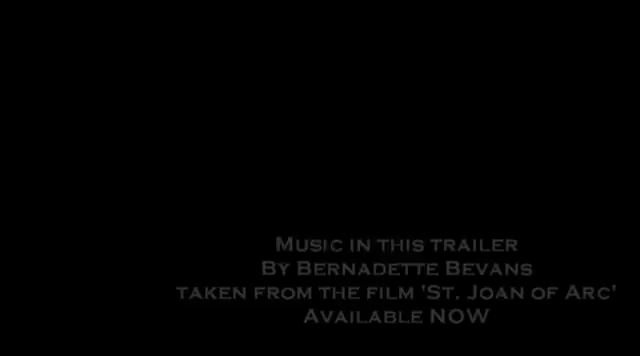 Music in this trailer
By Bernadette Bevans
taken from the film 'St. Joan of Arc'
Available NOW